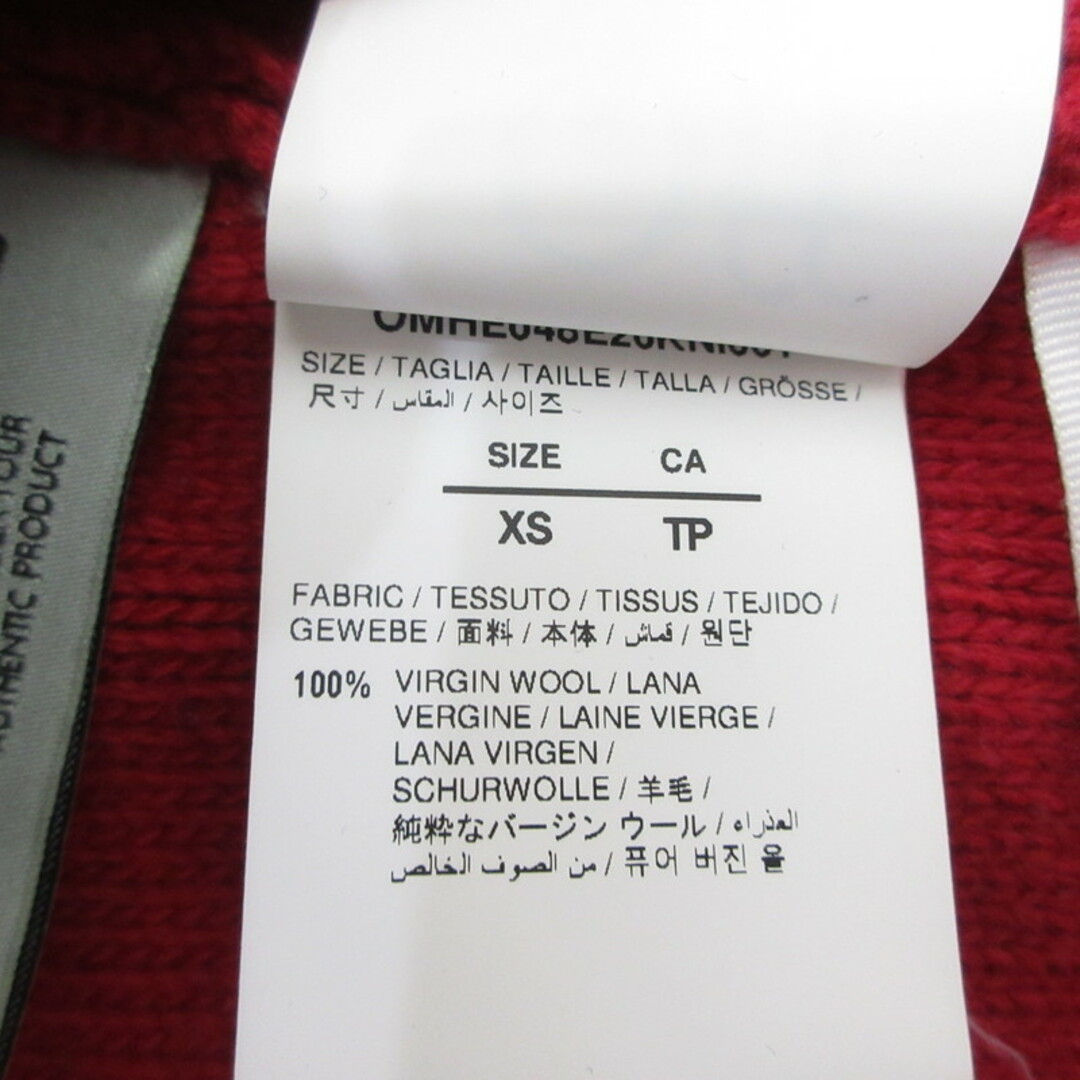 SIZE / TAGLIA / TAILLE / TALLA / GRÖSSE /
尺寸 / المقاس / 사이즈
SIZE CA
XS TP
FABRIC / TESSUTO / TISSUS / TEJIDO /
GEWEBE / 面料 / 本体 / قماش / 원단
100% VIRGIN WOOL / LANA
VERGINE / LAINE VIERGE /
LANA VIRGEN /
SCHURWOLLE / 羊毛 /
純粋なバージン ウール / العذراء
من الصوف الخالص / 퓨어 버진 울
OUR
AUTHENTIC PRODUCT